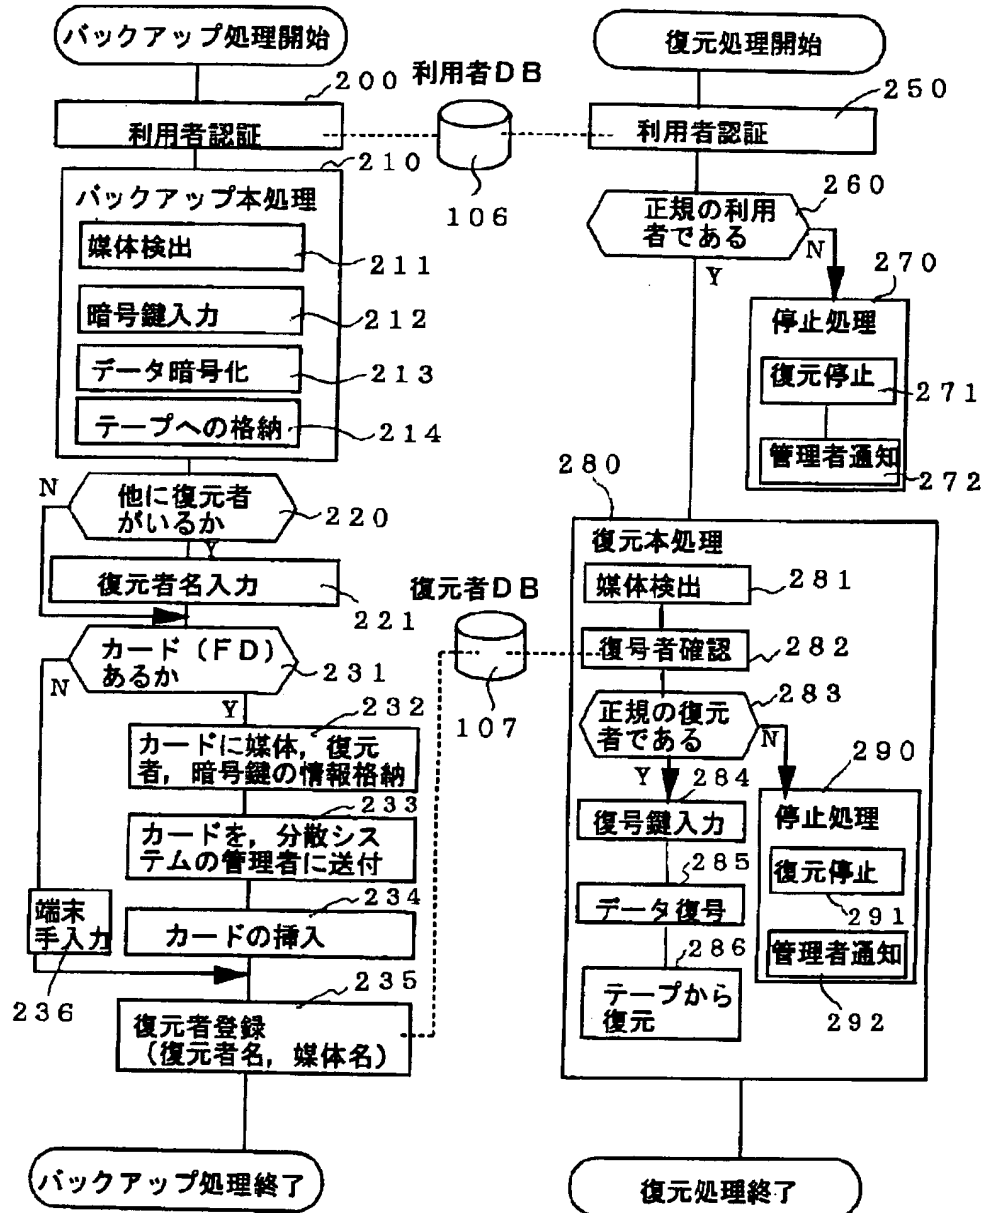 バックアップ処理開始
200
利用者認証
210
バックアップ本処理
媒体検出
211
暗号鍵入力
212
データ暗号化
213
テープへの格納
214
N
他に復元者
がいるか
220
Y
復元者名入力
221
カード（FD）
あるか
231
N
Y
232
カードに媒体，復元
者，暗号鍵の情報格納
233
カードを，分散シス
テムの管理者に送付
234
カードの挿入
端末
手入力
236
235
復元者登録
（復元者名，媒体名）
バックアップ処理終了
利用者DB
106
復元者DB
107
復元処理開始
250
利用者認証
260
正規の利用
者である
N
Y
270
停止処理
復元停止
271
管理者通知
272
280
復元本処理
媒体検出
281
復号者確認
282
正規の復元
者である
283
N
Y
284
復号鍵入力
285
データ復号
286
テープから
復元
290
停止処理
復元停止
291
管理者通知
292
復元処理終了